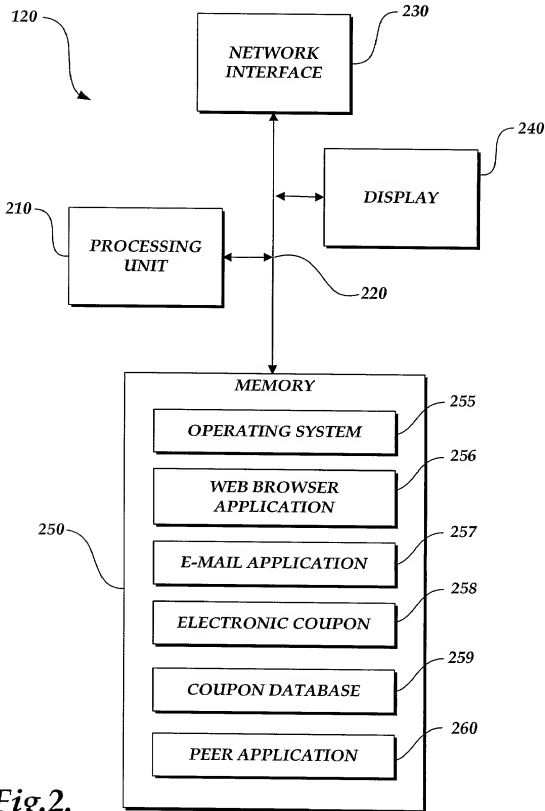 120
NETWORK
INTERFACE
230
240
DISPLAY
210
PROCESSING
UNIT
220
MEMORY
OPERATING SYSTEM
255
WEB BROWSER
APPLICATION
256
250
E-MAIL APPLICATION
257
ELECTRONIC COUPON
258
COUPON DATABASE
259
PEER APPLICATION
260
Fig.2.